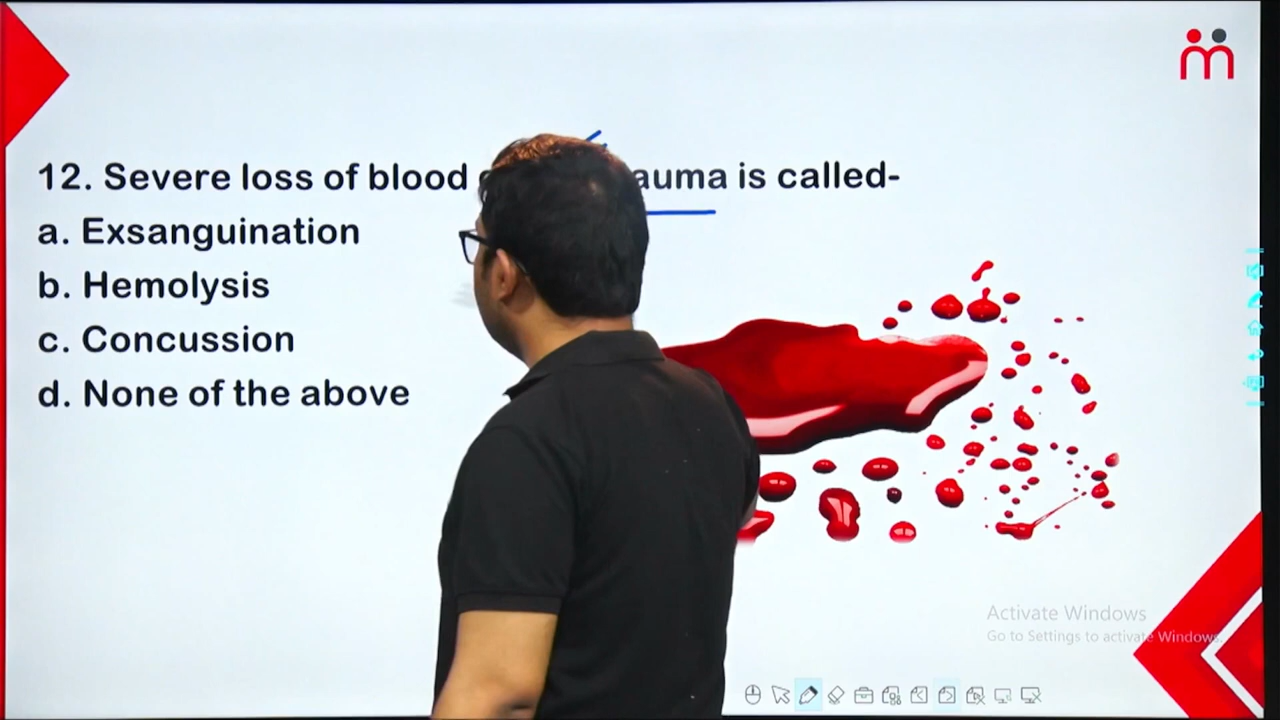 12. Severe loss of blood auma is called-
a. Exsanguination
b. Hemolysis
c. Concussion
d. None of the above
Activate Windows
Go to Settings to activate Windows.